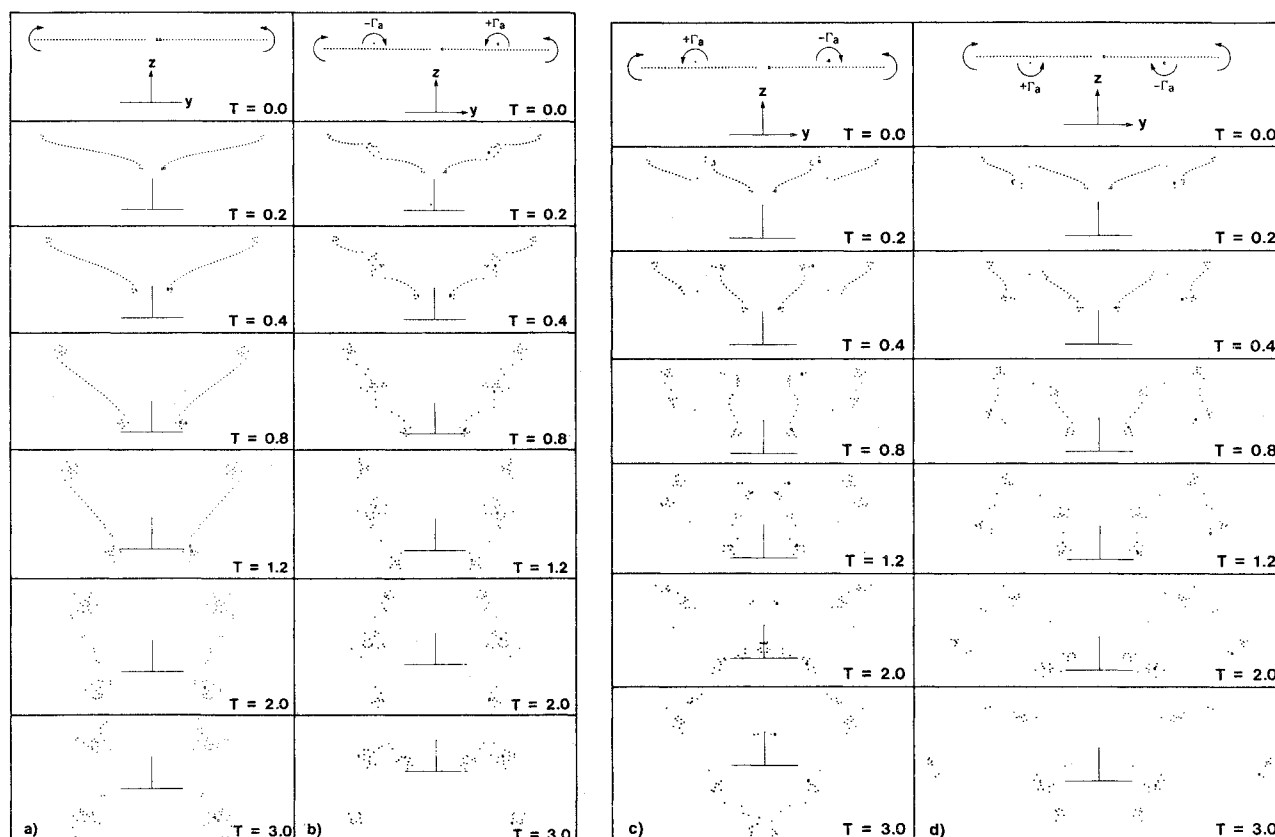 z
y
T = 0.0
T = 0.2
T = 0.4
T = 0.8
T = 1.2
T = 2.0
a)
T = 3.0
−Γa
+Γa
z
y
T = 0.0
T = 0.2
T = 0.4
T = 0.8
T = 1.2
T = 2.0
b)
T = 3.0
+Γa
−Γa
z
y
T = 0.0
T = 0.2
T = 0.4
T = 0.8
T = 1.2
T = 2.0
c)
T = 3.0
+Γa
−Γa
z
y
T = 0.0
T = 0.2
T = 0.4
T = 0.8
T = 1.2
T = 2.0
d)
T = 3.0